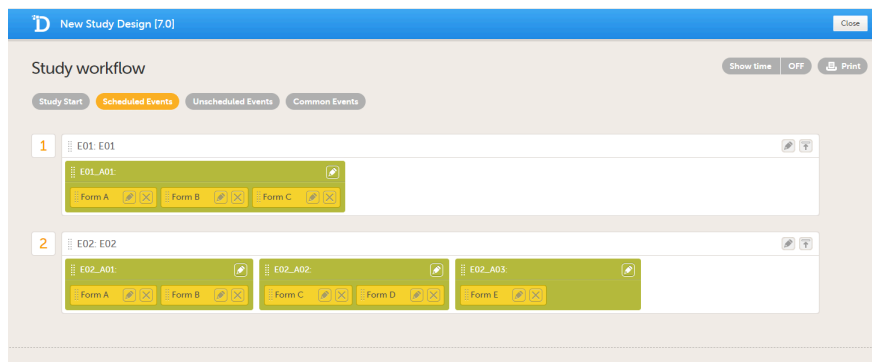 D New Study Design [7.0] Close
Study workflow Show time OFF Print
Study Start Scheduled Events Unscheduled Events Common Events
1 E01: E01
E01_A01:
Form A Form B Form C
2 E02: E02
E02_A01: E02_A02: E02_A03:
Form A Form B Form C Form D Form E